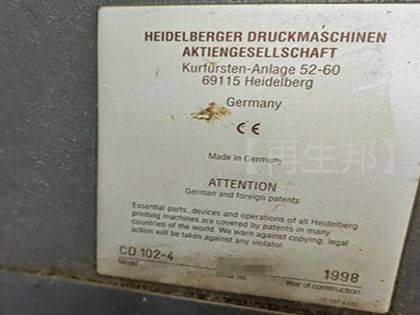 HEIDELBERGER DRUCKMASCHINEN
AKTIENGESELLSCHAFT
Kurfürsten-Anlage 52-60
69115 Heidelberg
Germany
CE
Made in Germany
【再生邦】
ATTENTION
German and foreign patents
Essential parts, devices and operations of all Heidelberg
printing machines are covered by patents in many
countries of the world. We warn against copying; legal
action will be taken against any violator.
CD 102-4 1998
Model Year of construction